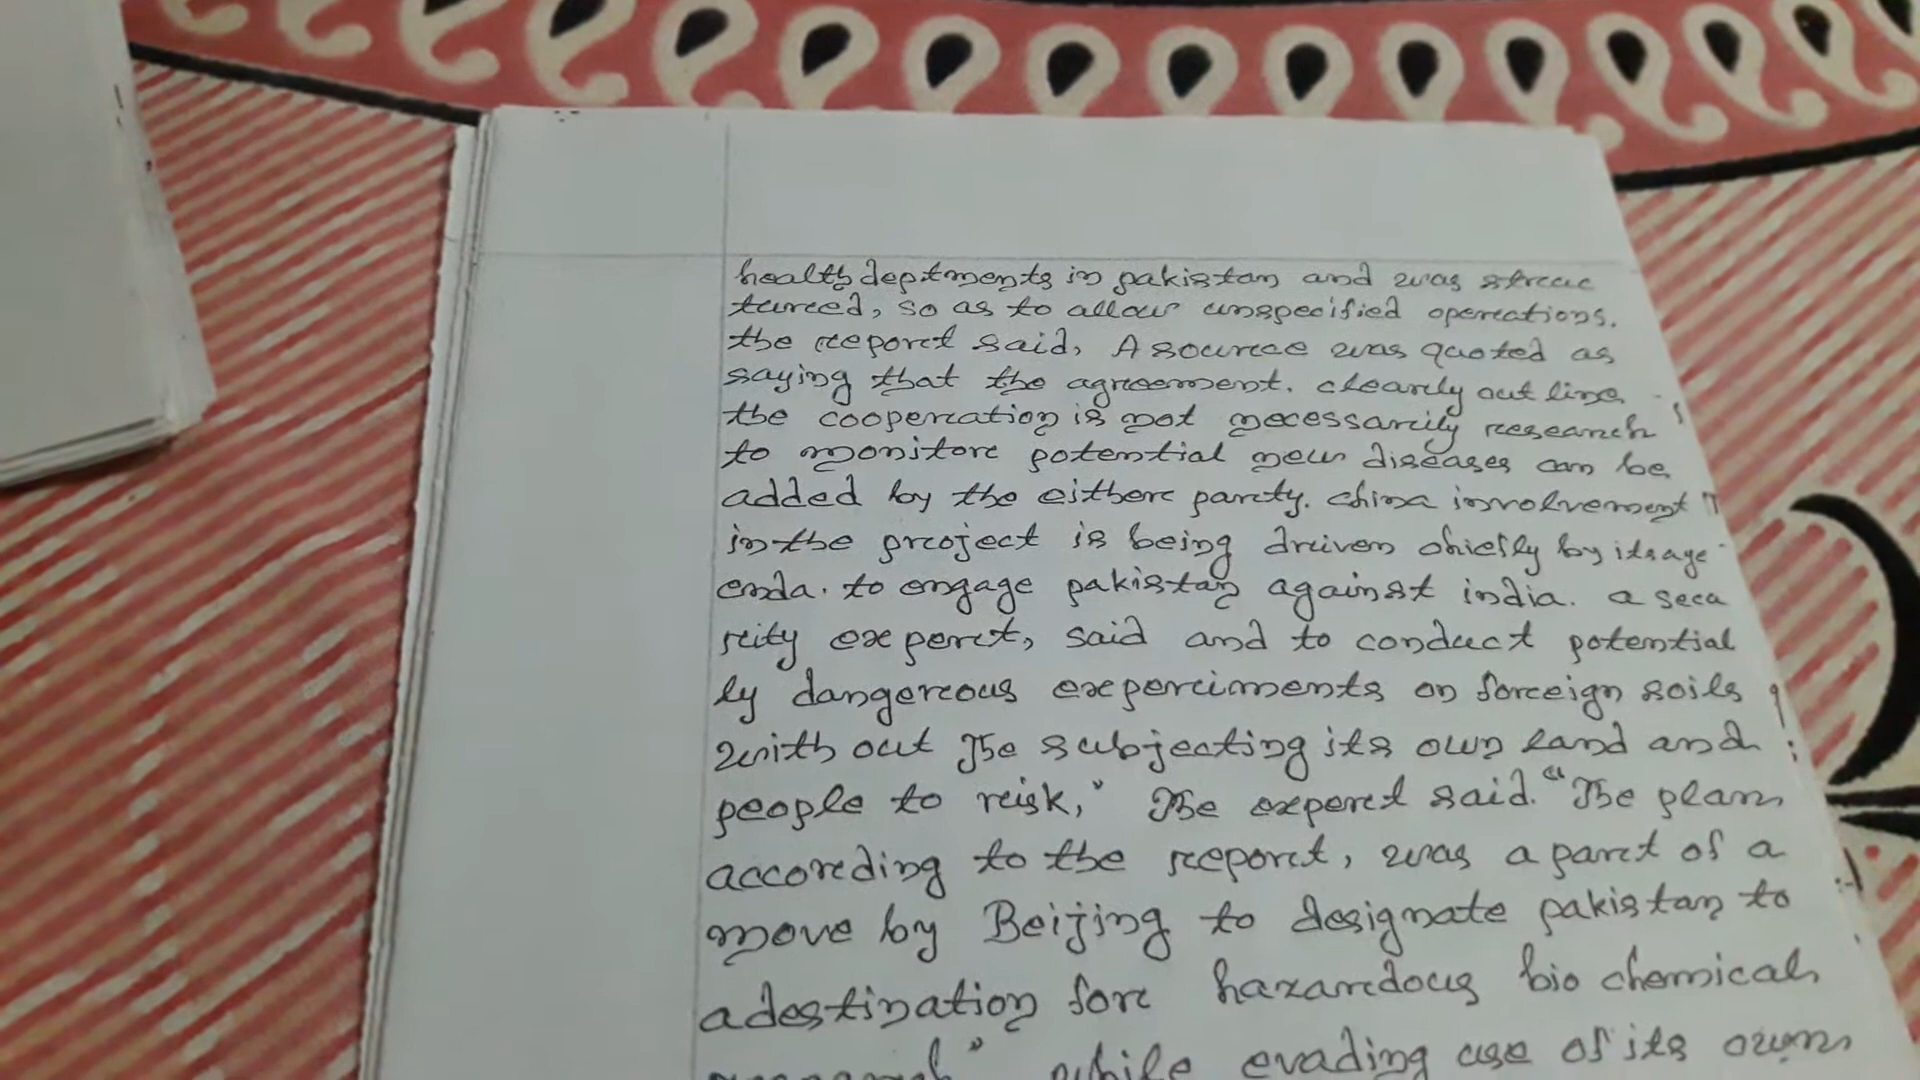 health deptments in pakistan and was struc
tured, so as to allow unspecified operations.
the report said, A source was quoted as
saying that the agreement. clearly out line
the cooperation is not necessarily research
to monitor potential new diseases can be
added by the either party. china involvement
in the project is being driven chiefly by its age
enda. to engage pakistan against india. a secu
rity expert, said and to conduct potential
ly dangerous experiments on foreign soils
with out The subjecting its own land and
people to risk," The expert said. "The plan
according to the report, was a part of a
move by Beijing to designate pakistan to
a destination for hazardous bio chemical
while evading use of its own